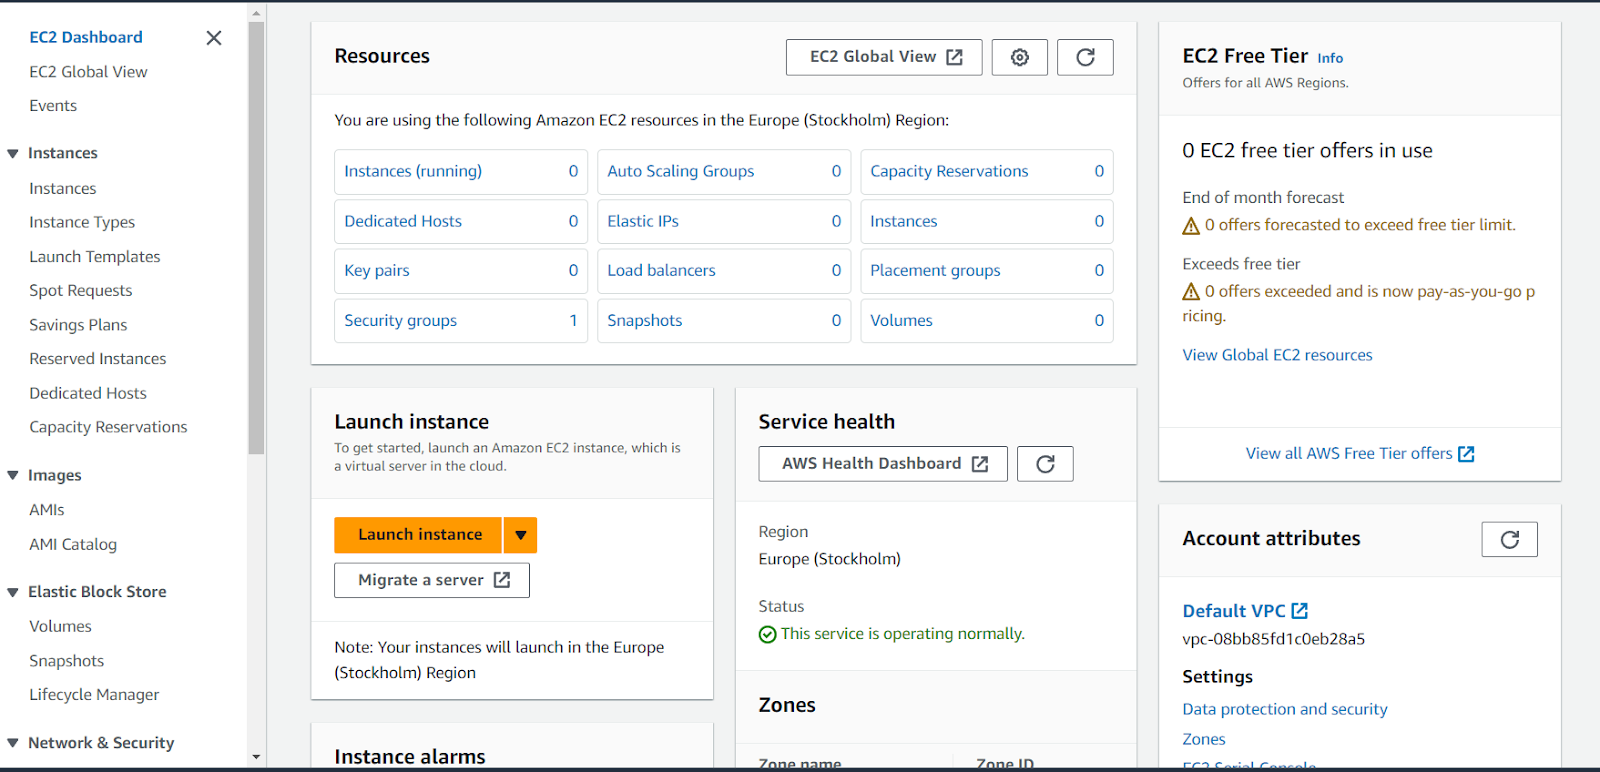 EC2 Dashboard
EC2 Global View
Events
Instances
Instances
Instance Types
Launch Templates
Spot Requests
Savings Plans
Reserved Instances
Dedicated Hosts
Capacity Reservations
Images
AMIs
AMI Catalog
Elastic Block Store
Volumes
Snapshots
Lifecycle Manager
Network & Security
Resources
EC2 Global View
You are using the following Amazon EC2 resources in the Europe (Stockholm) Region:
Instances (running) 0 Auto Scaling Groups 0 Capacity Reservations 0
Dedicated Hosts 0 Elastic IPs 0 Instances 0
Key pairs 0 Load balancers 0 Placement groups 0
Security groups 1 Snapshots 0 Volumes 0
Launch instance
To get started, launch an Amazon EC2 instance, which is
a virtual server in the cloud.
Launch instance
Migrate a server
Note: Your instances will launch in the Europe
(Stockholm) Region
Instance alarms
Service health
AWS Health Dashboard
Region
Europe (Stockholm)
Status
This service is operating normally.
Zones
Zone name Zone ID
EC2 Free Tier Info
Offers for all AWS Regions.
0 EC2 free tier offers in use
End of month forecast
0 offers forecasted to exceed free tier limit.
Exceeds free tier
0 offers exceeded and is now pay-as-you-go p
ricing.
View Global EC2 resources
View all AWS Free Tier offers
Account attributes
Default VPC
vpc-08bb85fd1c0eb28a5
Settings
Data protection and security
Zones
EC2 Serial Console